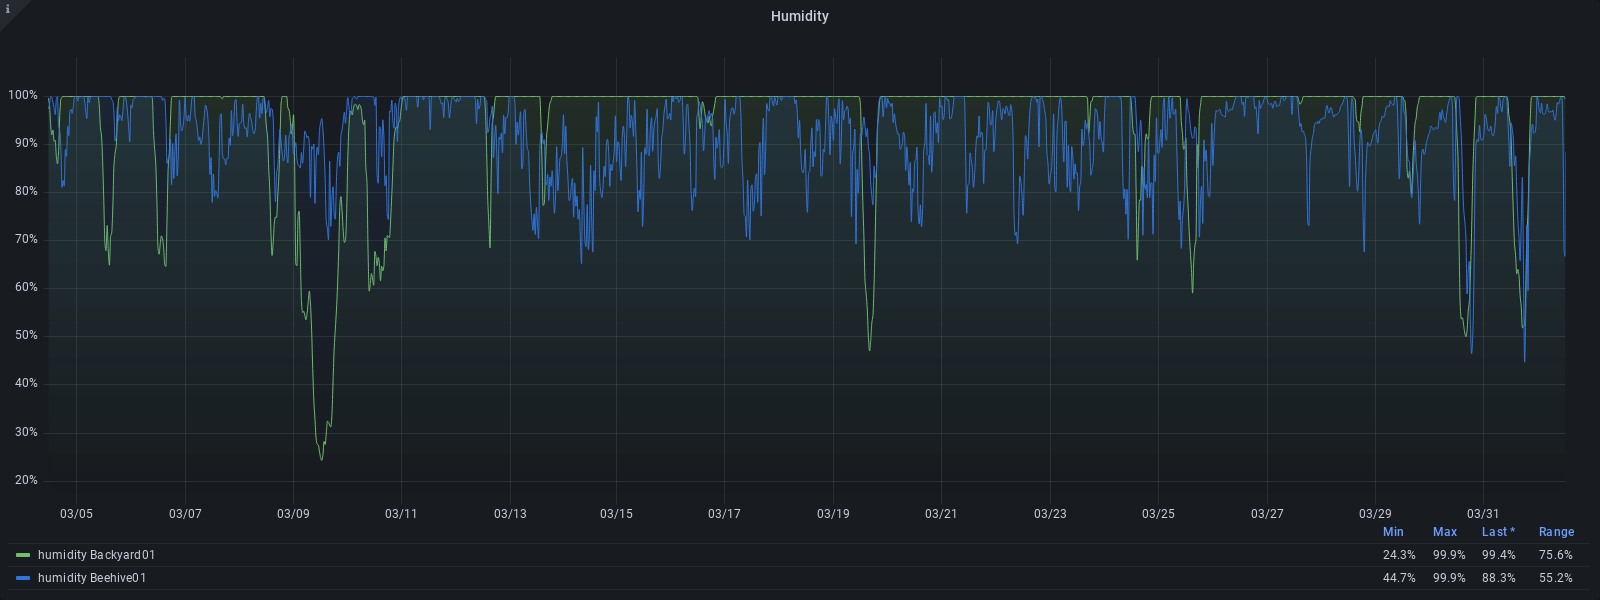 i
Humidity
100%
90%
80%
70%
60%
50%
40%
30%
20%
03/05 03/07 03/09 03/11 03/13 03/15 03/17 03/19 03/21 03/23 03/25 03/27 03/29 03/31
Min Max Last * Range
humidity Backyard01 24.3% 99.9% 99.4% 75.6%
humidity Beehive01 44.7% 99.9% 88.3% 55.2%